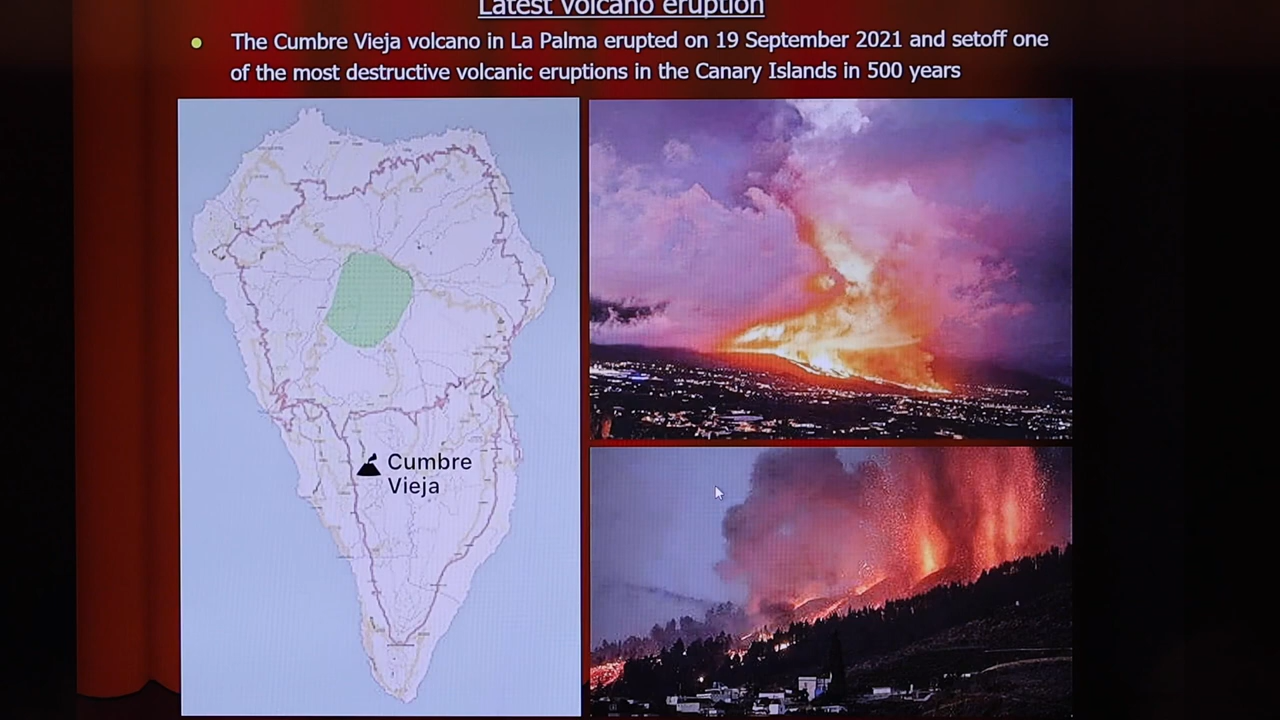 Latest volcano eruption
The Cumbre Vieja volcano in La Palma erupted on 19 September 2021 and setoff one
of the most destructive volcanic eruptions in the Canary Islands in 500 years
Cumbre
Vieja